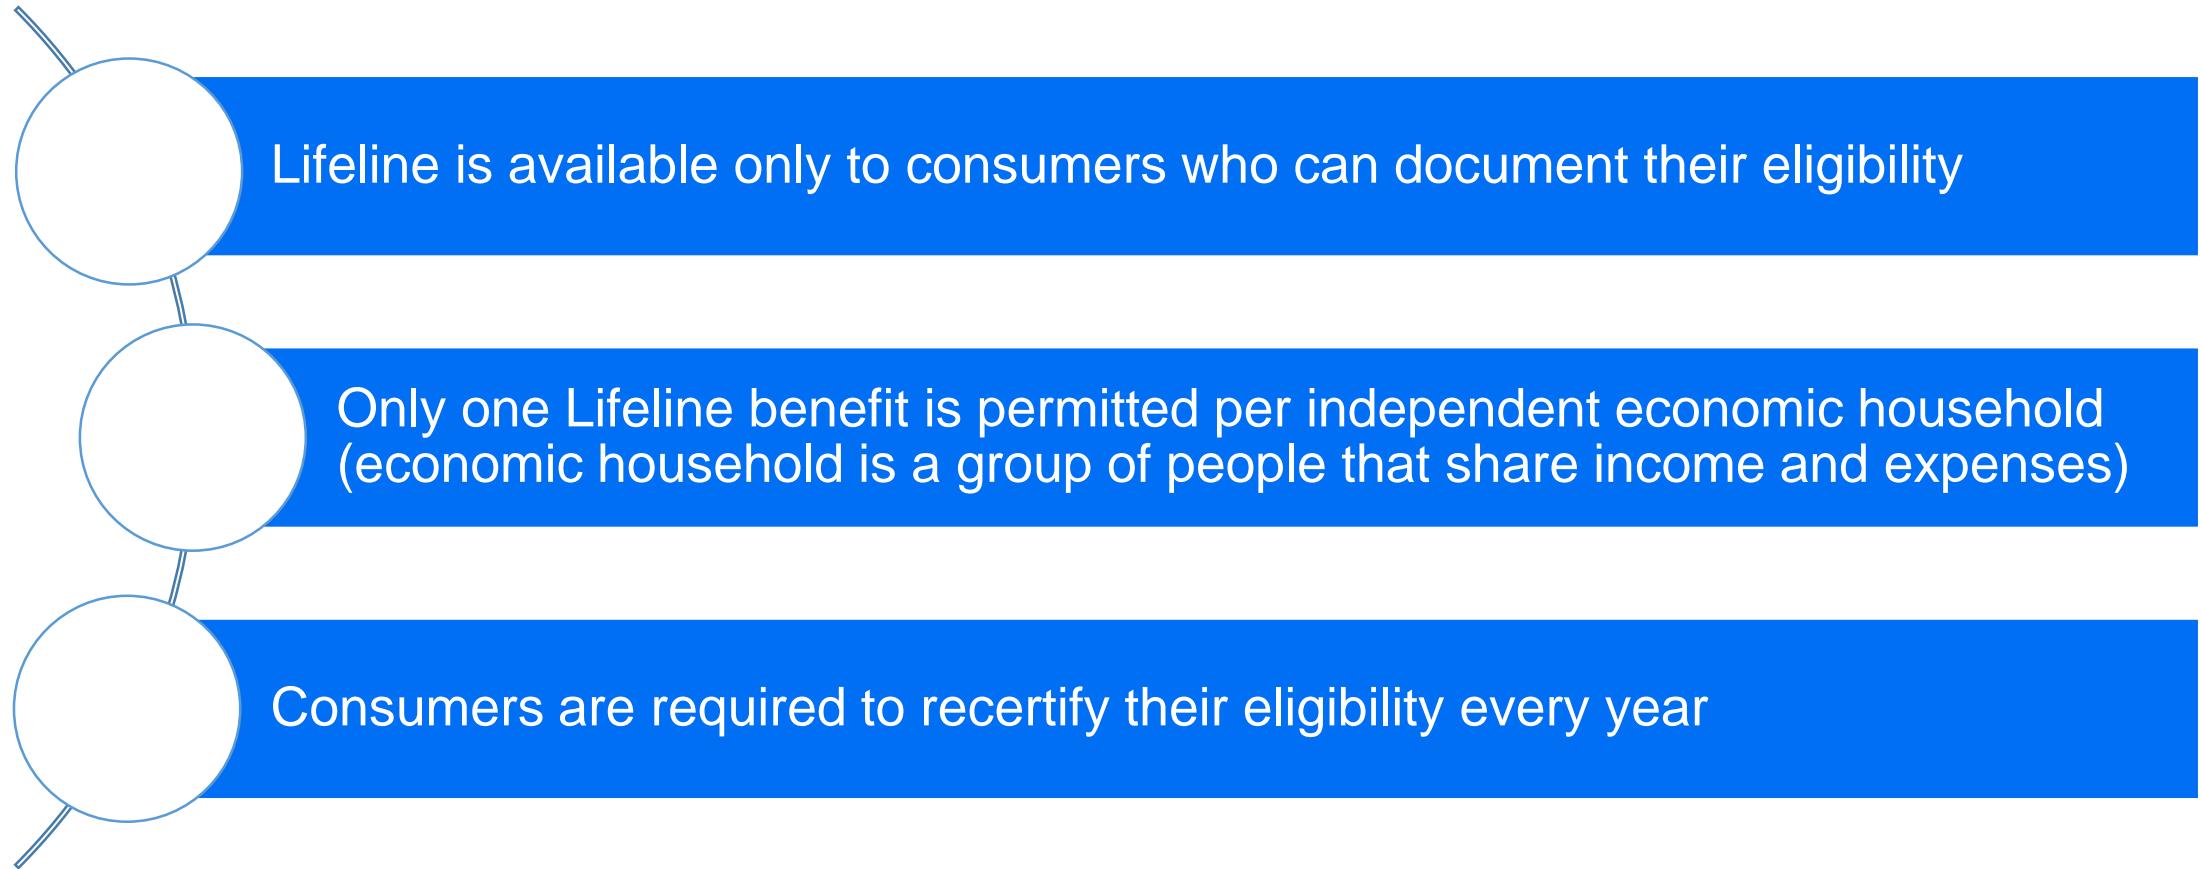 Lifeline is available only to consumers who can document their eligibility
Only one Lifeline benefit is permitted per independent economic household
(economic household is a group of people that share income and expenses)
Consumers are required to recertify their eligibility every year